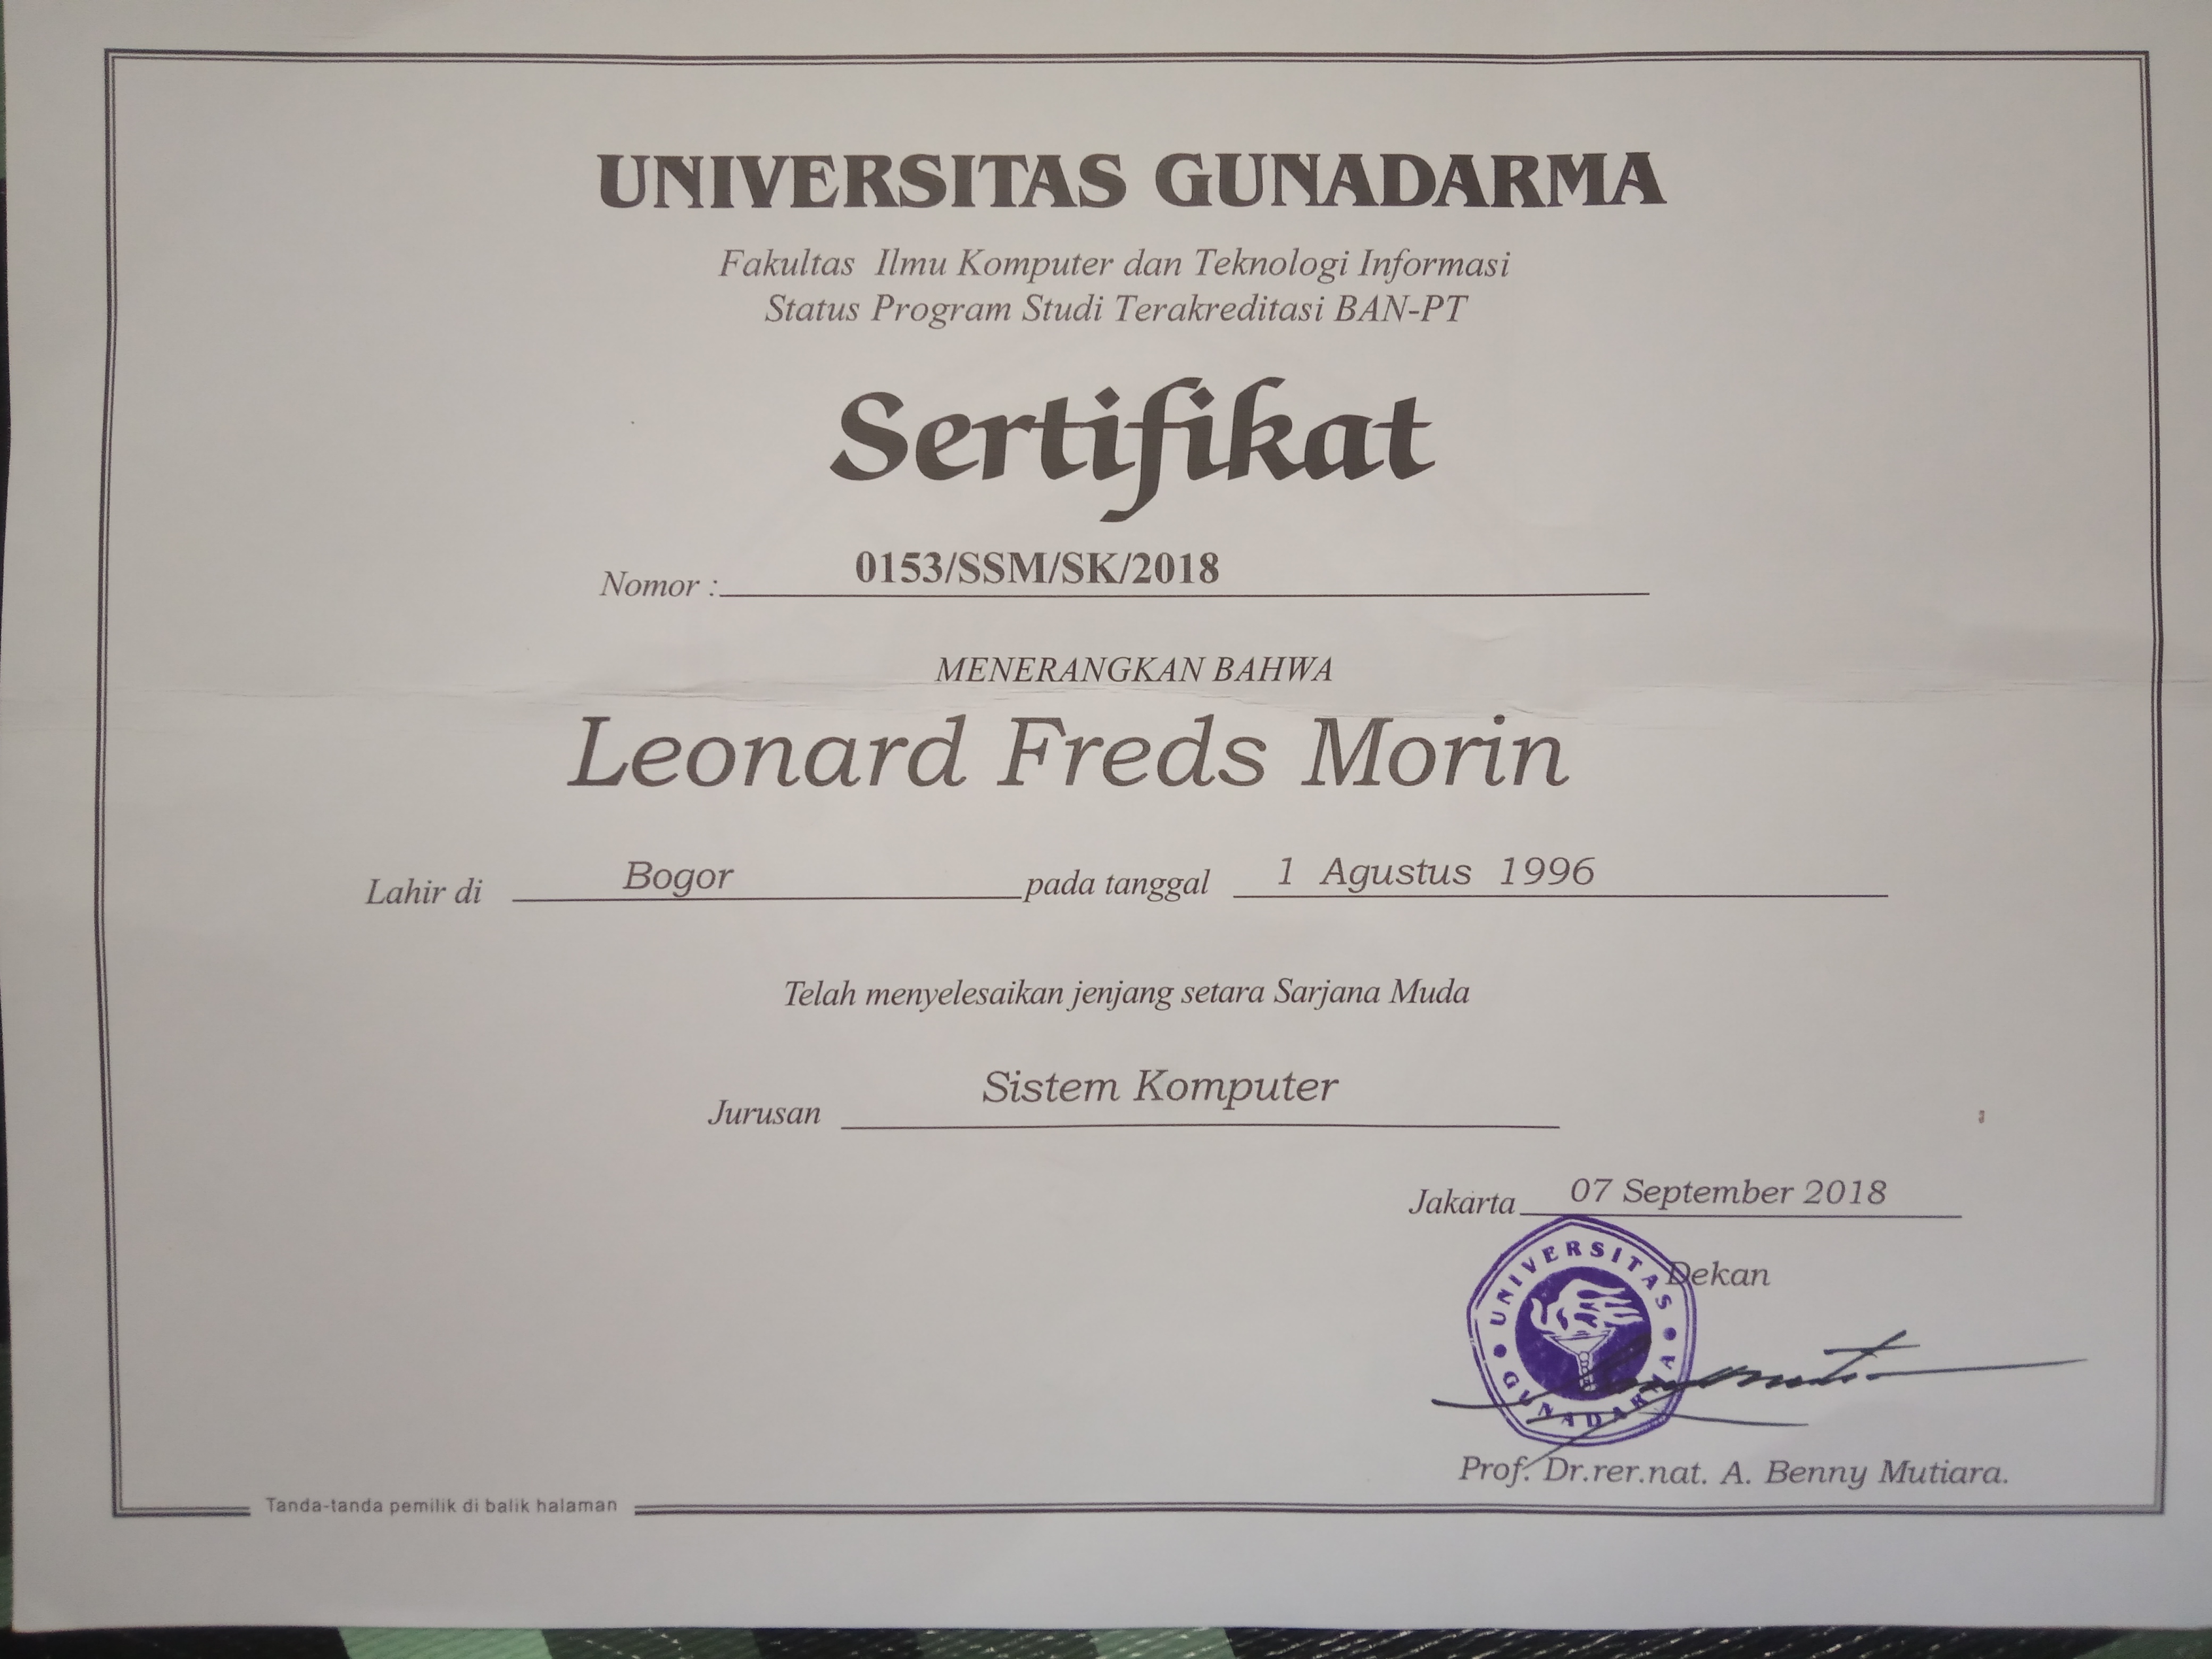 UNIVERSITAS GUNADARMA
Fakultas Ilmu Komputer dan Teknologi Informasi
Status Program Studi Terakreditasi BAN-PT
Sertifikat
Nomor : 0153/SSM/SK/2018
MENERANGKAN BAHWA
Leonard Freds Morin
Lahir di Bogor pada tanggal 1 Agustus 1996
Telah menyelesaikan jenjang setara Sarjana Muda
Jurusan Sistem Komputer
Jakarta 07 September 2018
Dekan
UNIVERSITAS GUNADARMA
Prof. Dr.rer.nat. A. Benny Mutiara.
Tanda-tanda pemilik di balik halaman